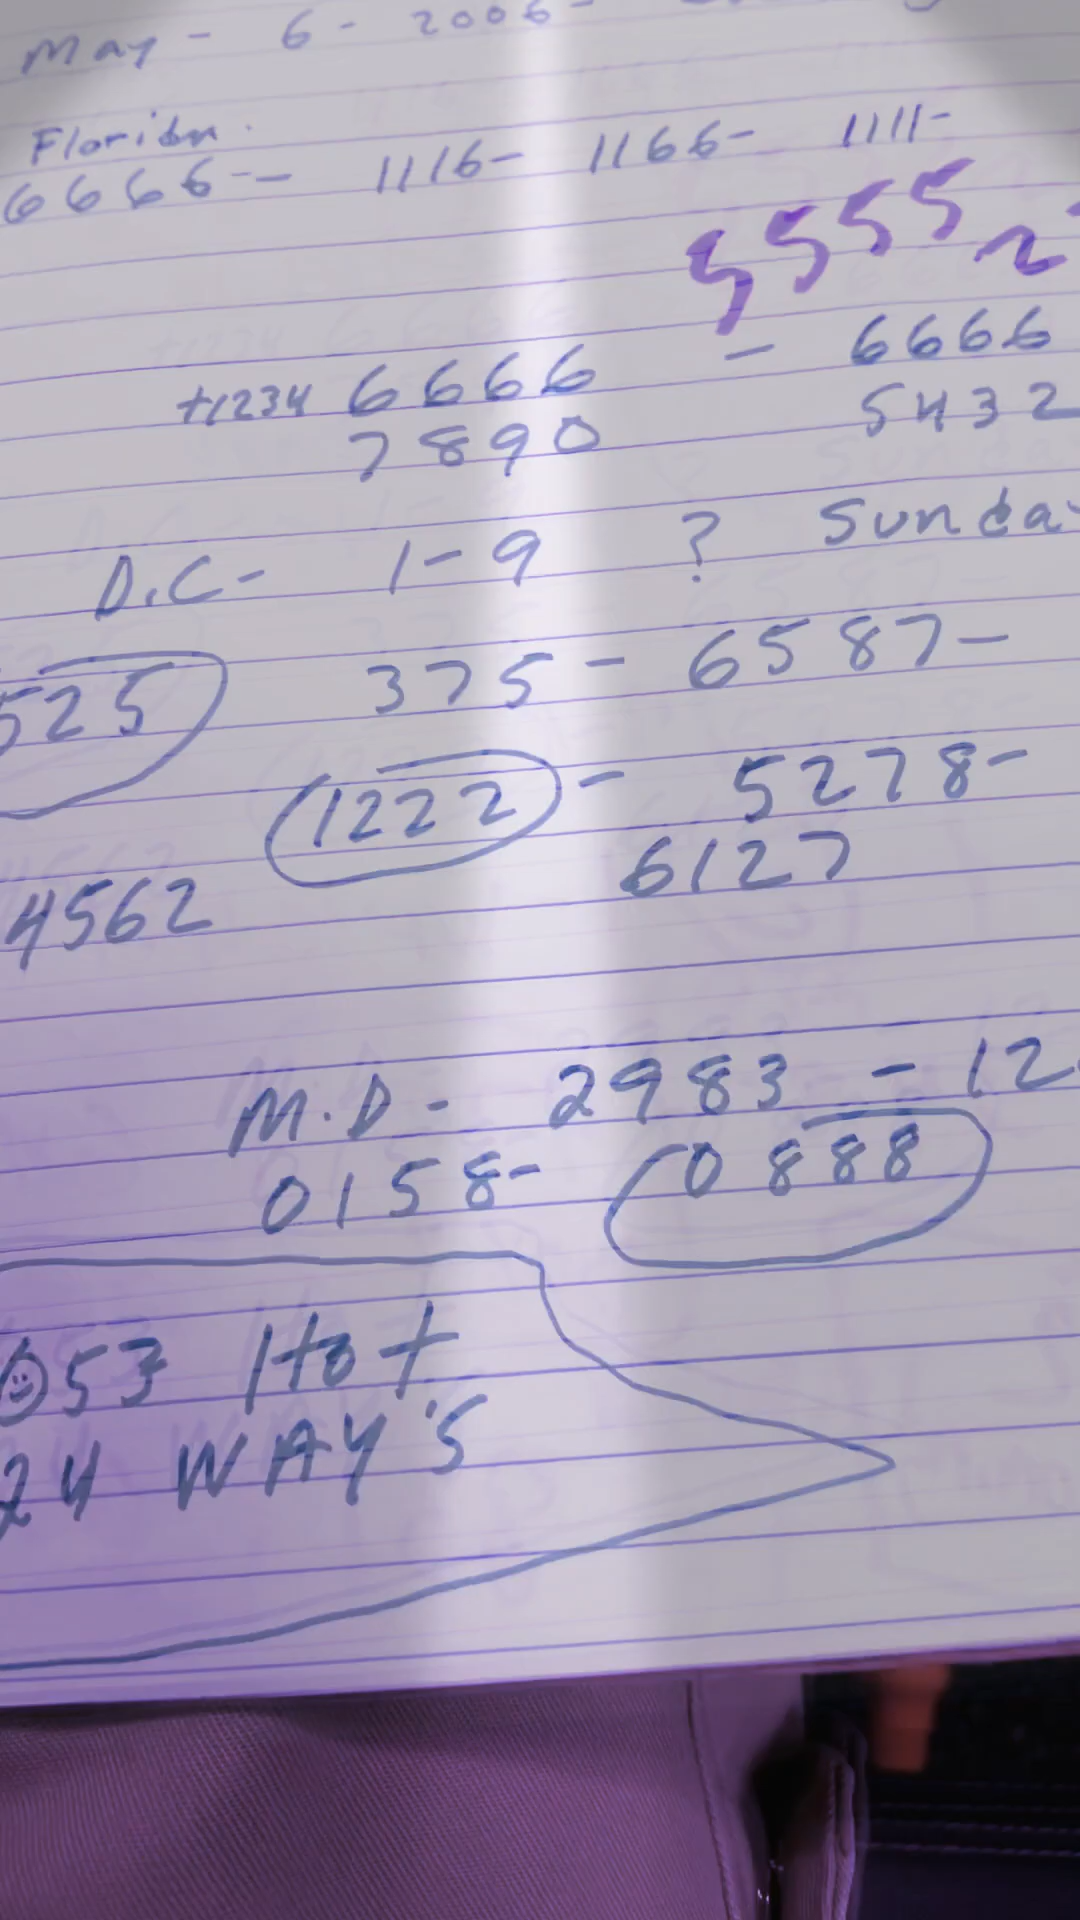 May - 6 - 2006 -
Florida.
6666 -- 1116 - 1166 - 1111 -
5555
+1234 6666 - 6666
7890 5432
D.C - 1 - 9 ? Sunda
525 375 - 6587 -
1222 - 5278 -
4562 6127
M.D - 2983 - 12
0158 - 0888
053 Hot
24 WAY'S